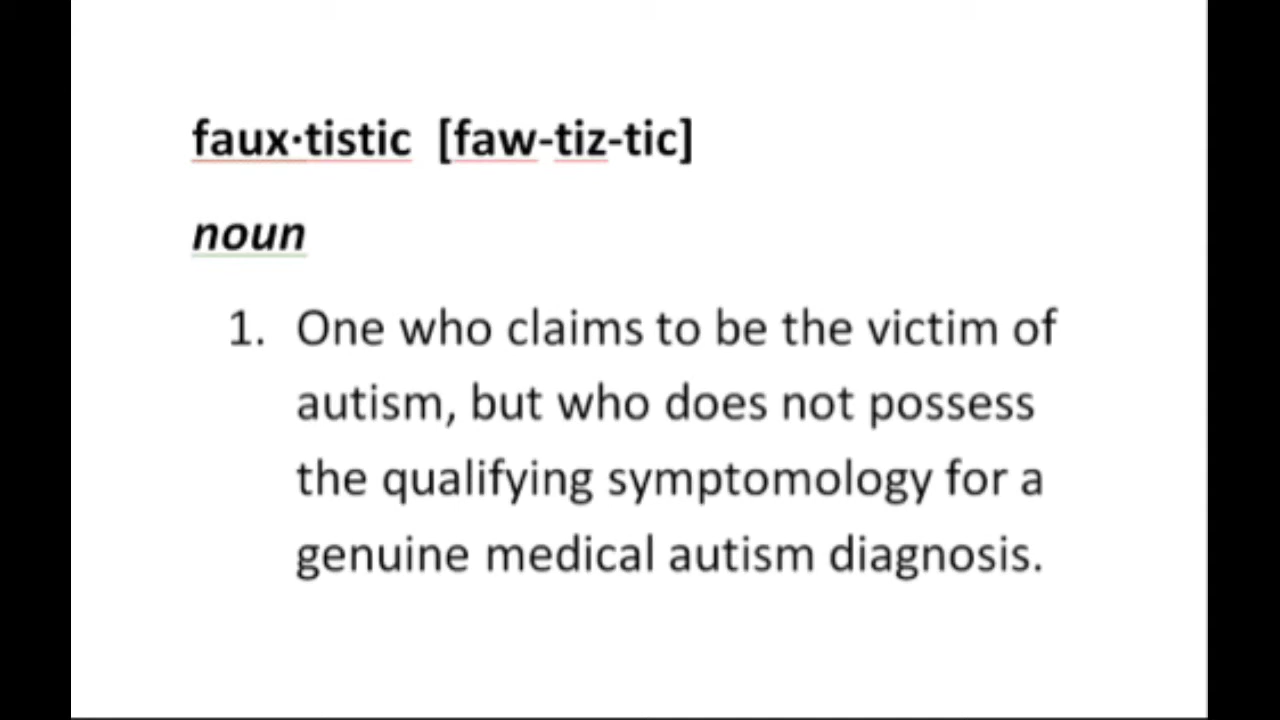 faux·tistic [faw-tiz-tic]
noun
1. One who claims to be the victim of
autism, but who does not possess
the qualifying symptomology for a
genuine medical autism diagnosis.